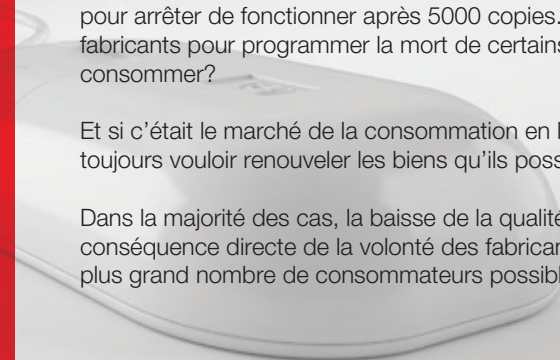 pour arrêter de fonctionner après 5000 copies.
fabricants pour programmer la mort de certains
consommer?
Et si c’était le marché de la consommation en
toujours vouloir renouveler les biens qu’ils
Dans la majorité des cas, la baisse de la qualité
conséquence directe de la volonté des
plus grand nombre de consommateurs